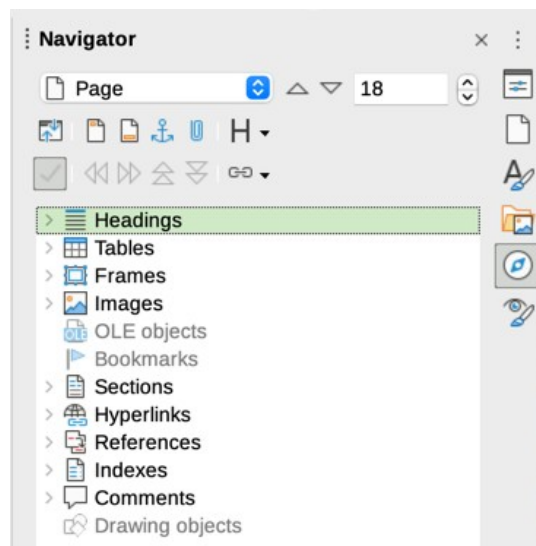 Navigator
Page 18
H
Headings
Tables
Frames
Images
OLE objects
Bookmarks
Sections
Hyperlinks
References
Indexes
Comments
Drawing objects